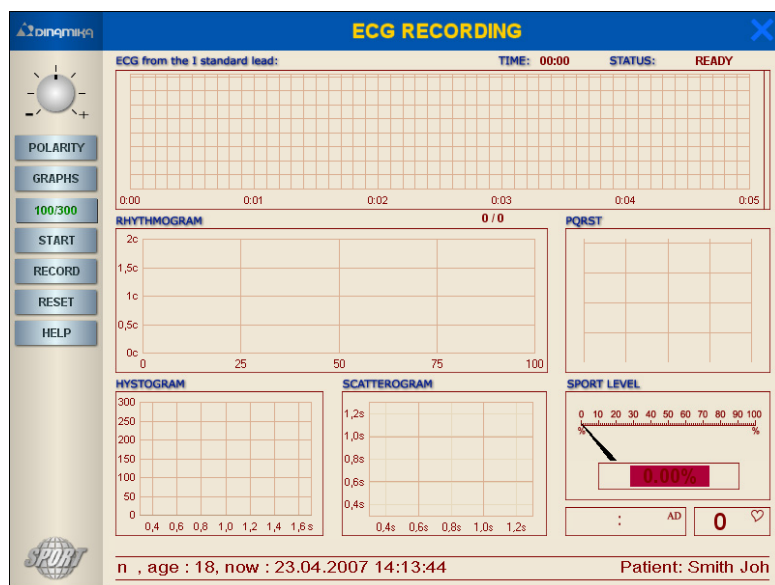 DINAMIKA
ECG RECORDING
ECG from the I standard lead: TIME: 00:00 STATUS: READY
- +
POLARITY
GRAPHS
100/300
START
RECORD
RESET
HELP
0:00 0:01 0:02 0:03 0:04 0:05
RHYTHMOGRAM 0 / 0
2c
1,5c
1c
0,5c
0c
0 25 50 75 100
PQRST
HYSTOGRAM
300
250
200
150
100
50
0
0,4 0,6 0,8 1,0 1,2 1,4 1,6 s
SCATTEROGRAM
1,2s
1,0s
0,8s
0,6s
0,4s
0,4s 0,6s 0,8s 1,0s 1,2s
SPORT LEVEL
0 10 20 30 40 50 60 70 80 90 100
% %
0.00%
: AD 0
SPORT
n , age : 18, now : 23.04.2007 14:13:44 Patient: Smith Joh